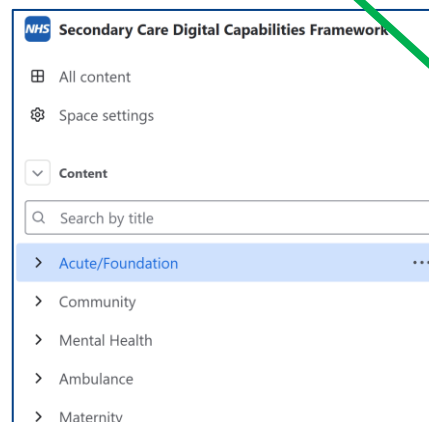 NHS Secondary Care Digital Capabilities Framework
All content
Space settings
Content
Search by title
Acute/Foundation
Community
Mental Health
Ambulance
Maternity